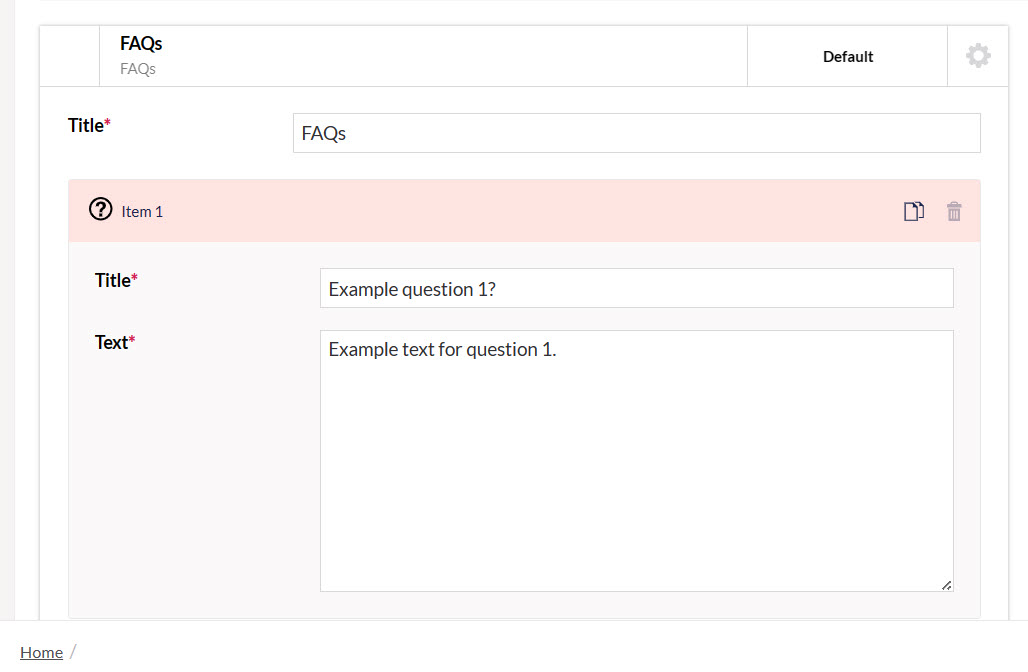 FAQs
FAQs
Default
Title*
FAQs
Item 1
Title*
Example question 1?
Text*
Example text for question 1.
Home /